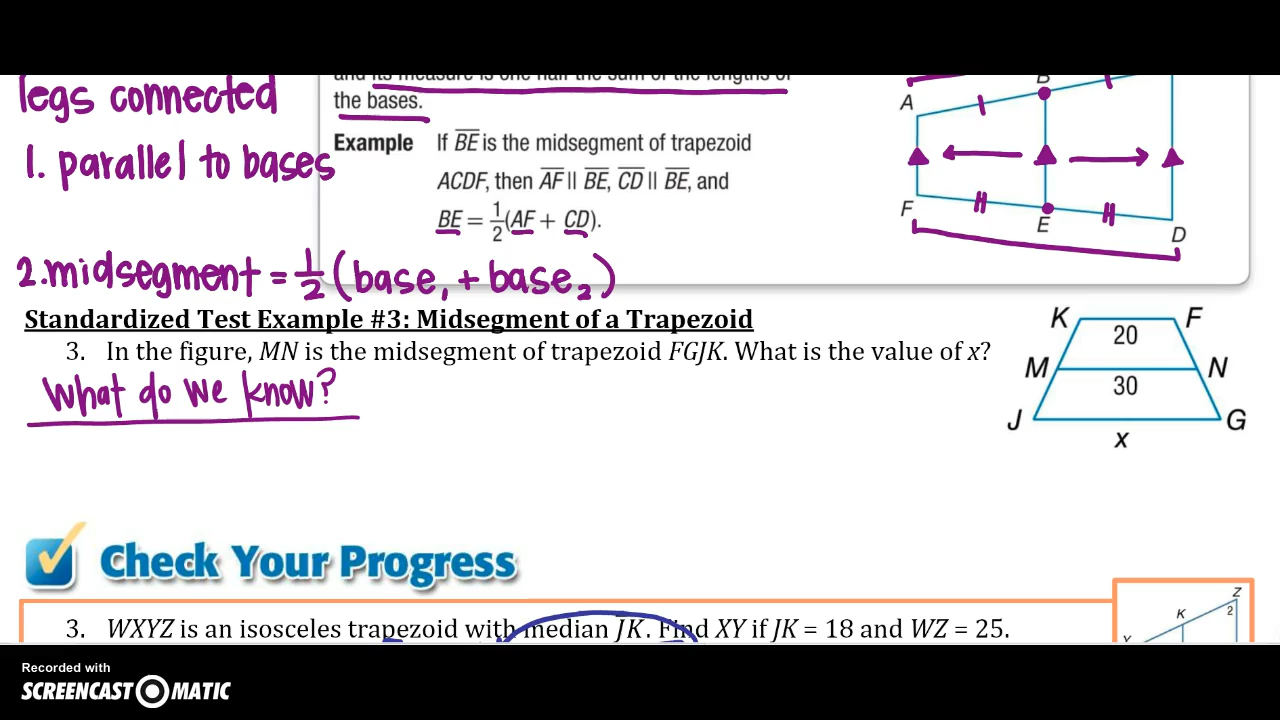 and its measure is one half the sum of the lengths of
the bases.
legs connected
1. parallel to bases
Example If BE is the midsegment of trapezoid
ACDF, then AF || BE, CD || BE, and
BE = 1/2(AF + CD).
A
B
F
E
D
2. midsegment = 1/2 (base₁ + base₂)
Standardized Test Example #3: Midsegment of a Trapezoid
3. In the figure, MN is the midsegment of trapezoid FGJK. What is the value of x?
What do we know?
K
F
20
M
N
30
J
G
x
Check Your Progress
3. WXYZ is an isosceles trapezoid with median JK. Find XY if JK = 18 and WZ = 25.
Z
2
K
Recorded with
SCREENCAST-O-MATIC